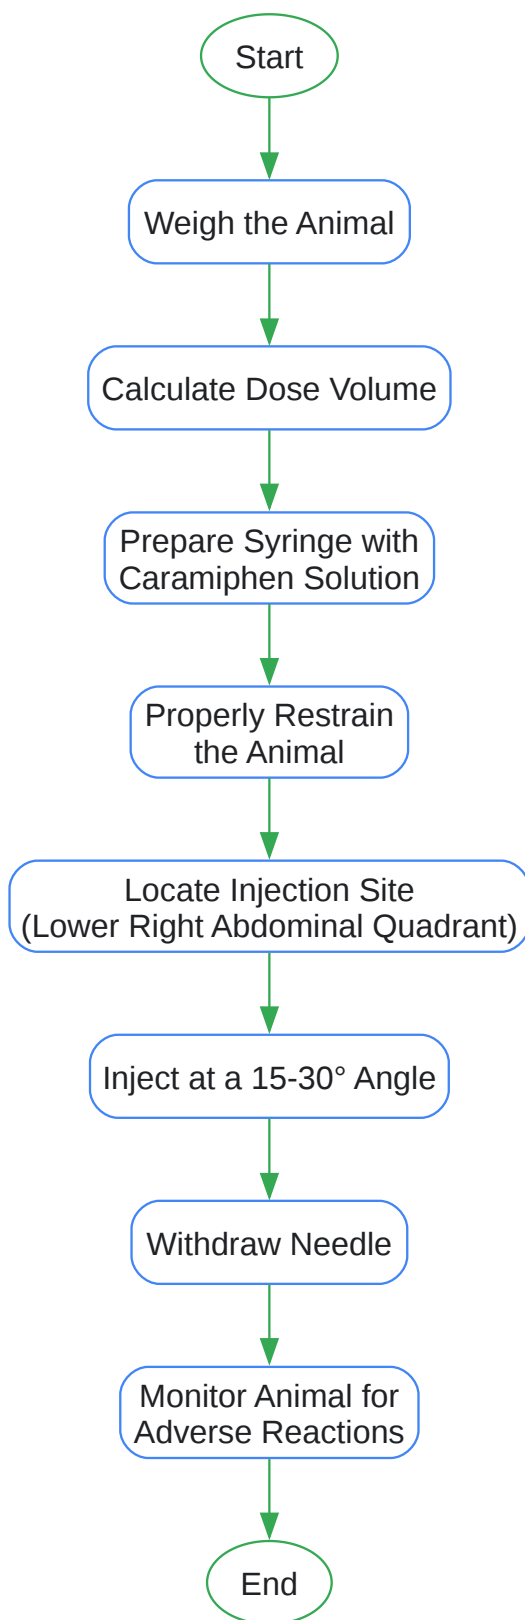 Start
Weigh the Animal
Calculate Dose Volume
Prepare Syringe with
Caramiphen Solution
Properly Restrain
the Animal
Locate Injection Site
(Lower Right Abdominal Quadrant)
Inject at a 15-30° Angle
Withdraw Needle
Monitor Animal for
Adverse Reactions
End